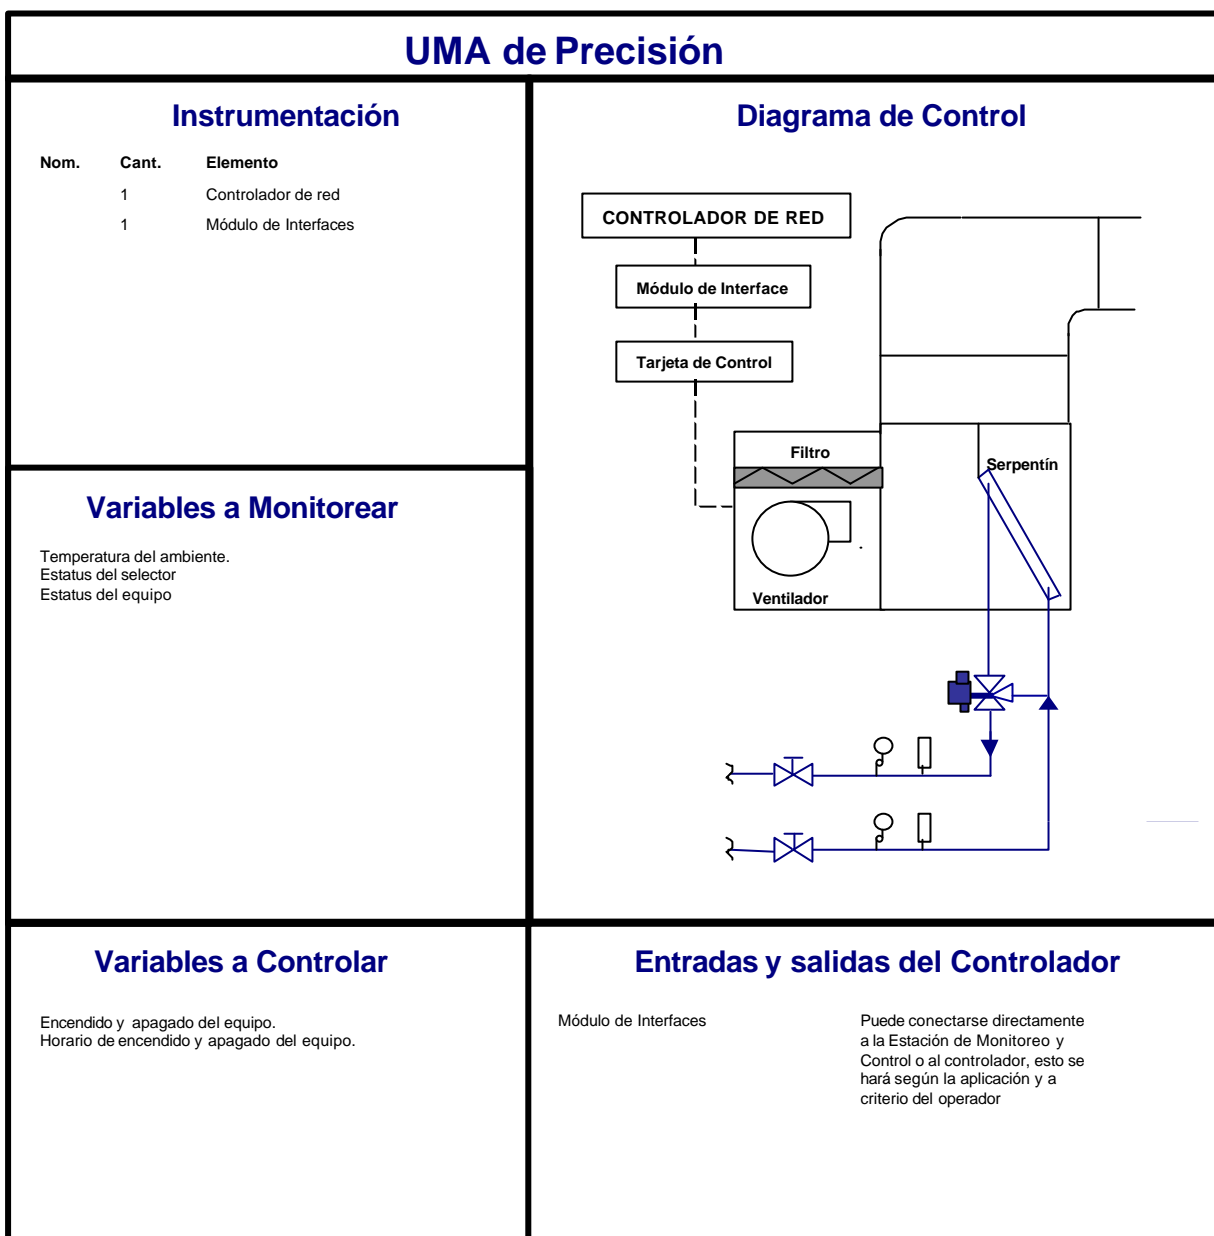 UMA de Precisión
Instrumentación
Nom. Cant. Elemento
1 Controlador de red
1 Módulo de Interfaces
Diagrama de Control
CONTROLADOR DE RED
Módulo de Interface
Tarjeta de Control
Filtro
Serpentín
Ventilador
Variables a Monitorear
Temperatura del ambiente.
Estatus del selector
Estatus del equipo
Variables a Controlar
Encendido y apagado del equipo.
Horario de encendido y apagado del equipo.
Entradas y salidas del Controlador
Módulo de Interfaces
Puede conectarse directamente
a la Estación de Monitoreo y
Control o al controlador, esto se
hará según la aplicación y a
criterio del operador